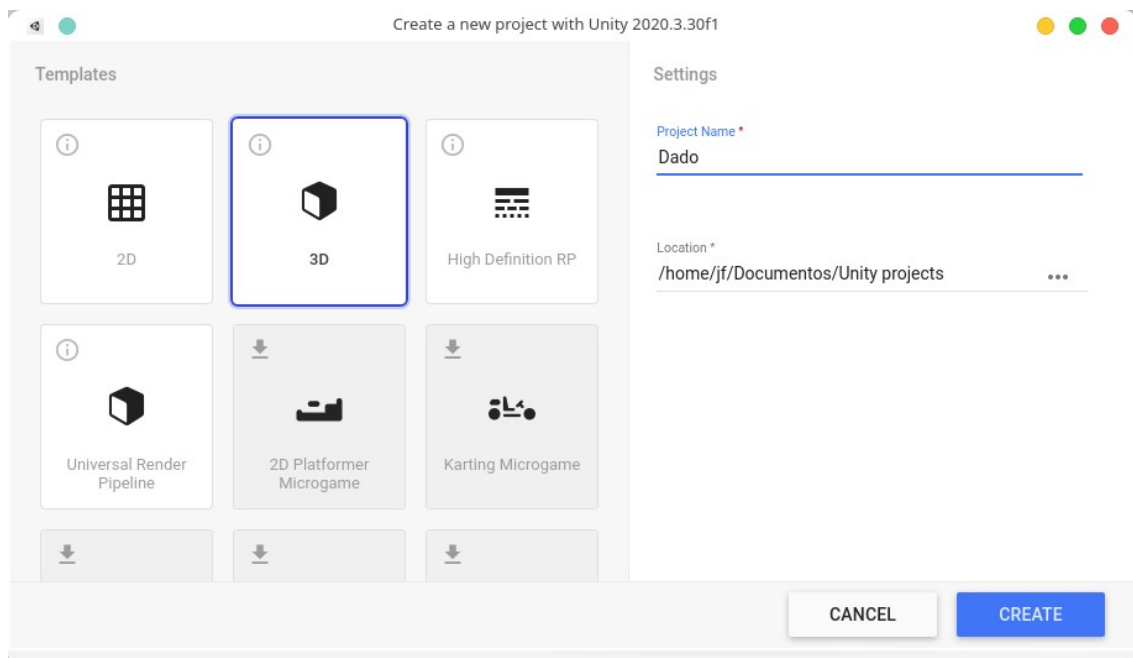 Create a new project with Unity 2020.3.30f1
Templates
2D
3D
High Definition RP
Universal Render
Pipeline
2D Platformer
Microgame
Karting Microgame
Settings
Project Name *
Dado
Location *
/home/jf/Documentos/Unity projects
CANCEL
CREATE